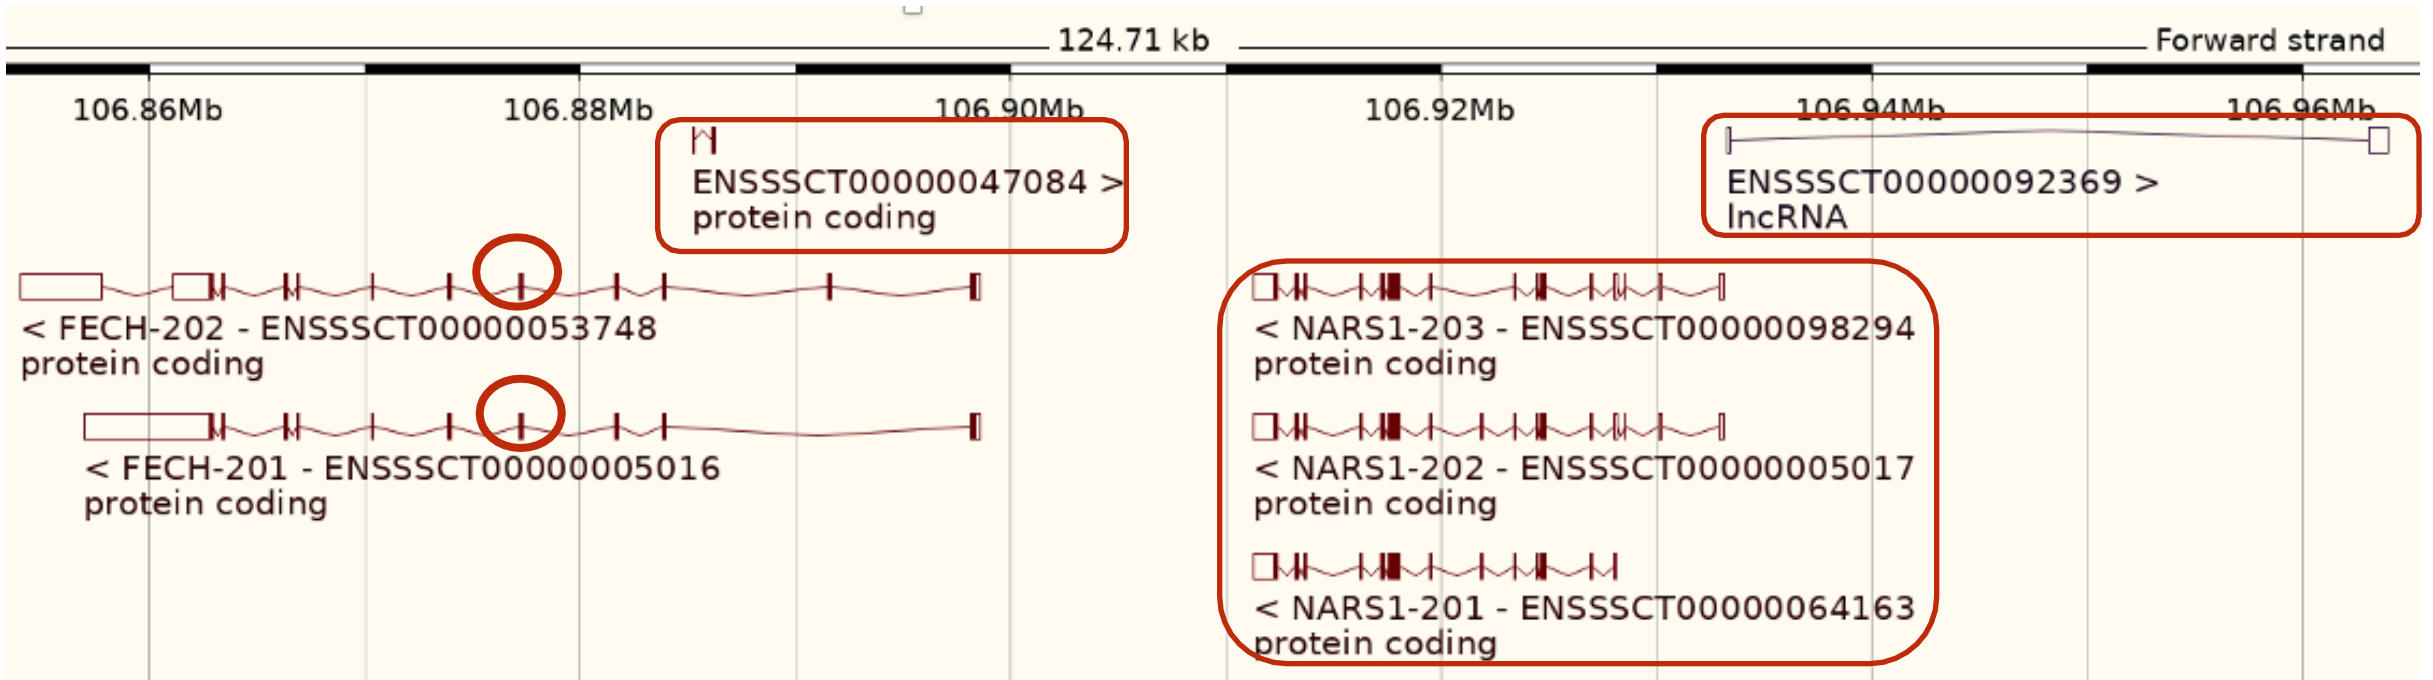 124.71 kb
Forward strand
106.86Mb 106.88Mb 106.90Mb 106.92Mb 106.94Mb 106.96Mb
ENSSSCT00000047084 >
protein coding
ENSSSCT00000092369 >
lncRNA
< FECH-202 - ENSSSCT00000053748
protein coding
< NARS1-203 - ENSSSCT00000098294
protein coding
< FECH-201 - ENSSSCT00000005016
protein coding
< NARS1-202 - ENSSSCT00000005017
protein coding
< NARS1-201 - ENSSSCT00000064163
protein coding